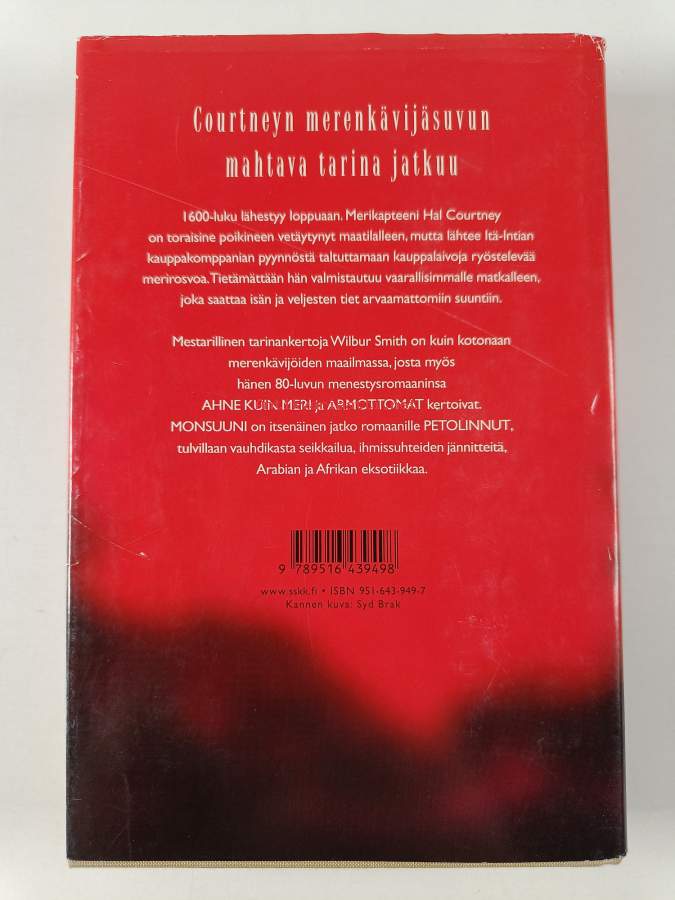 Courtneyn merenkävijäsuvun
mahtava tarina jatkuu
1600-luku lähestyy loppuaan. Merikapteeni Hal Courtney
on toraisine poikineen vetäytynyt maatilalleen, mutta lähtee Itä-Intian
kauppakomppanian pyynnöstä taltuttamaan kauppalaivoja ryöstelevää
merirosvoa. Tietämättään hän valmistautuu vaarallisimmalle matkalleen,
joka saattaa isän ja veljesten tiet arvaamattomiin suuntiin.
Mestarillinen tarinankertoja Wilbur Smith on kuin kotonaan
merenkävijöiden maailmassa, josta myös
hänen 80-luvun menestysromaaninsa
AHNE KUIN MERI ja ARMOTTOMAT kertoivat.
MONSUUNI on itsenäinen jatko romaanille PETOLINNUT,
tulvillaan vauhdikasta seikkailua, ihmissuhteiden jännitteitä,
Arabian ja Afrikan eksotiikkaa.
9 789516 439498
www.sskk.fi • ISBN 951-643-949-7
Kannen kuva: Syd Brak